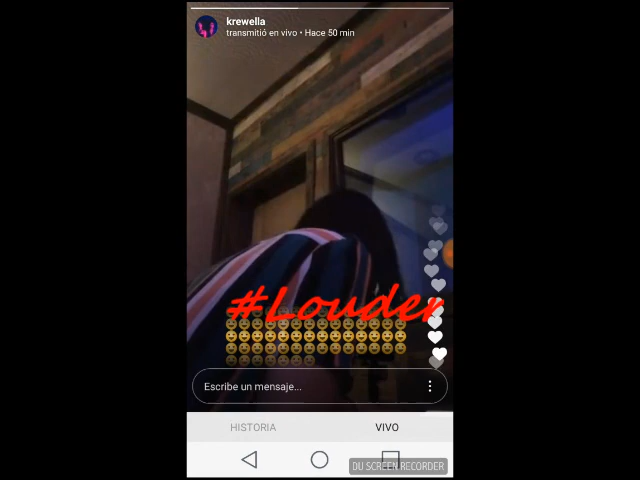 krewella
transmitió en vivo • Hace 50 min
#Louder
Escribe un mensaje...
HISTORIA
VIVO
DU SCREEN RECORDER